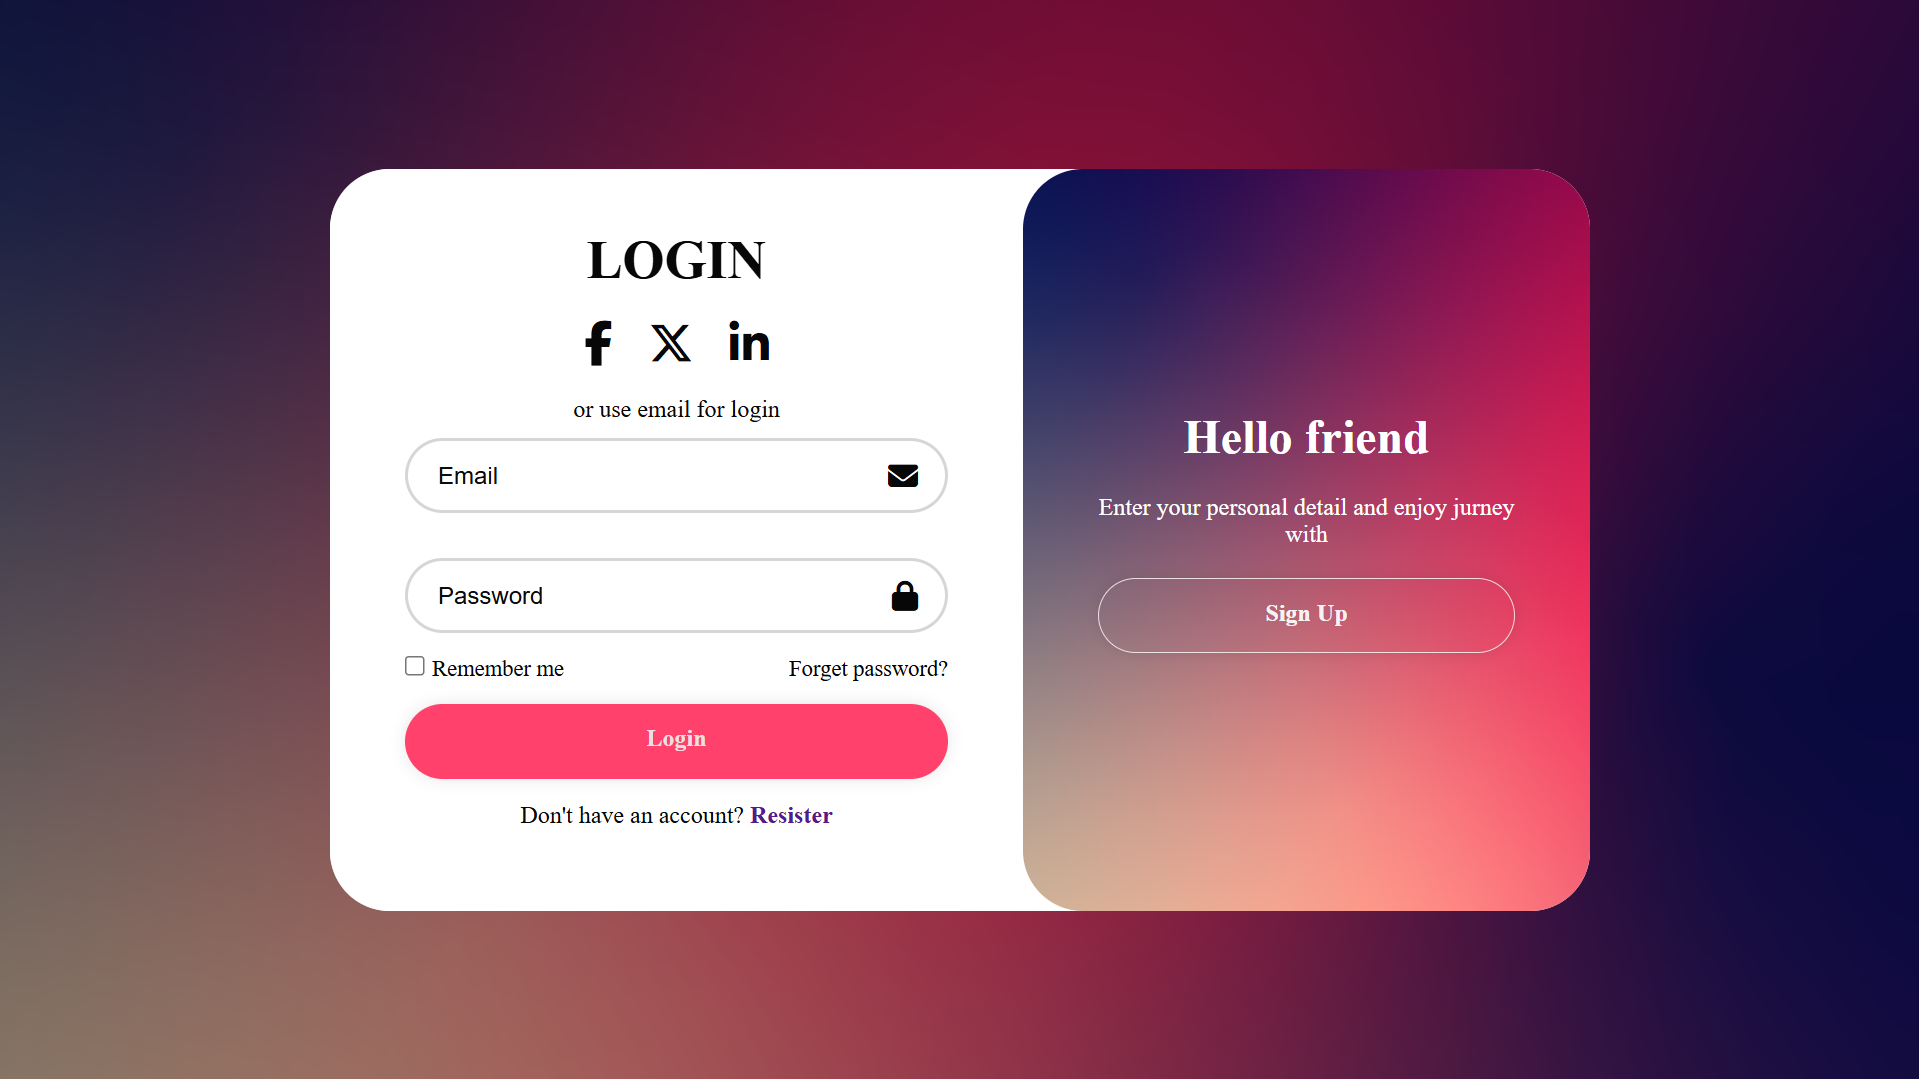 LOGIN
or use email for login
Email
Password
Remember me
Forget password?
Login
Don't have an account? Resister
Hello friend
Enter your personal detail and enjoy jurney
with
Sign Up